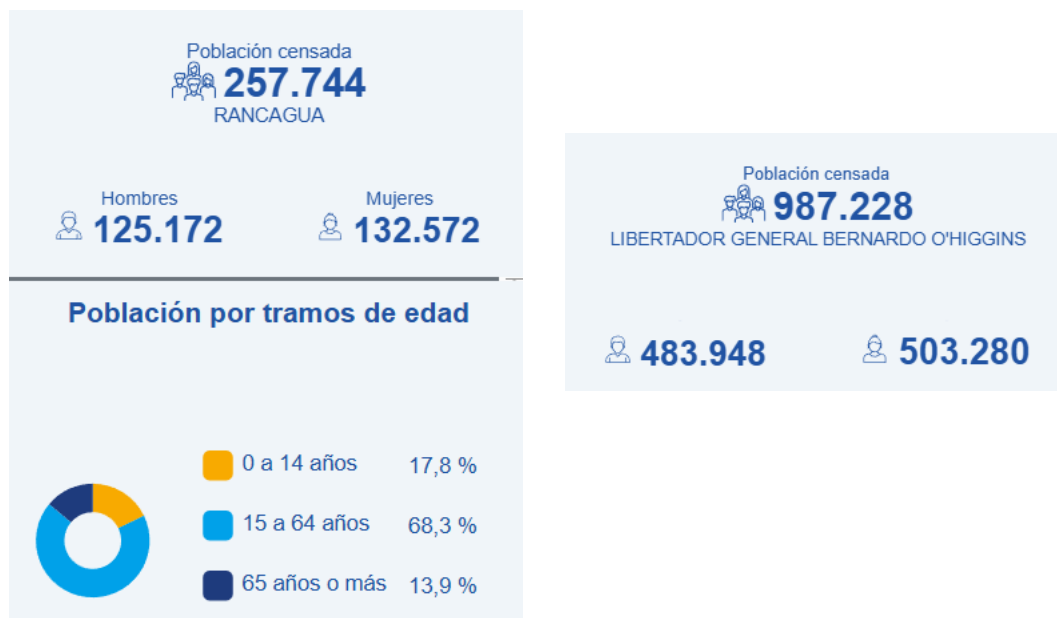 Población censada
257.744
RANCAGUA
Hombres
125.172
Mujeres
132.572
Población por tramos de edad
0 a 14 años 17,8 %
15 a 64 años 68,3 %
65 años o más 13,9 %
Población censada
987.228
LIBERTADOR GENERAL BERNARDO O'HIGGINS
483.948
503.280